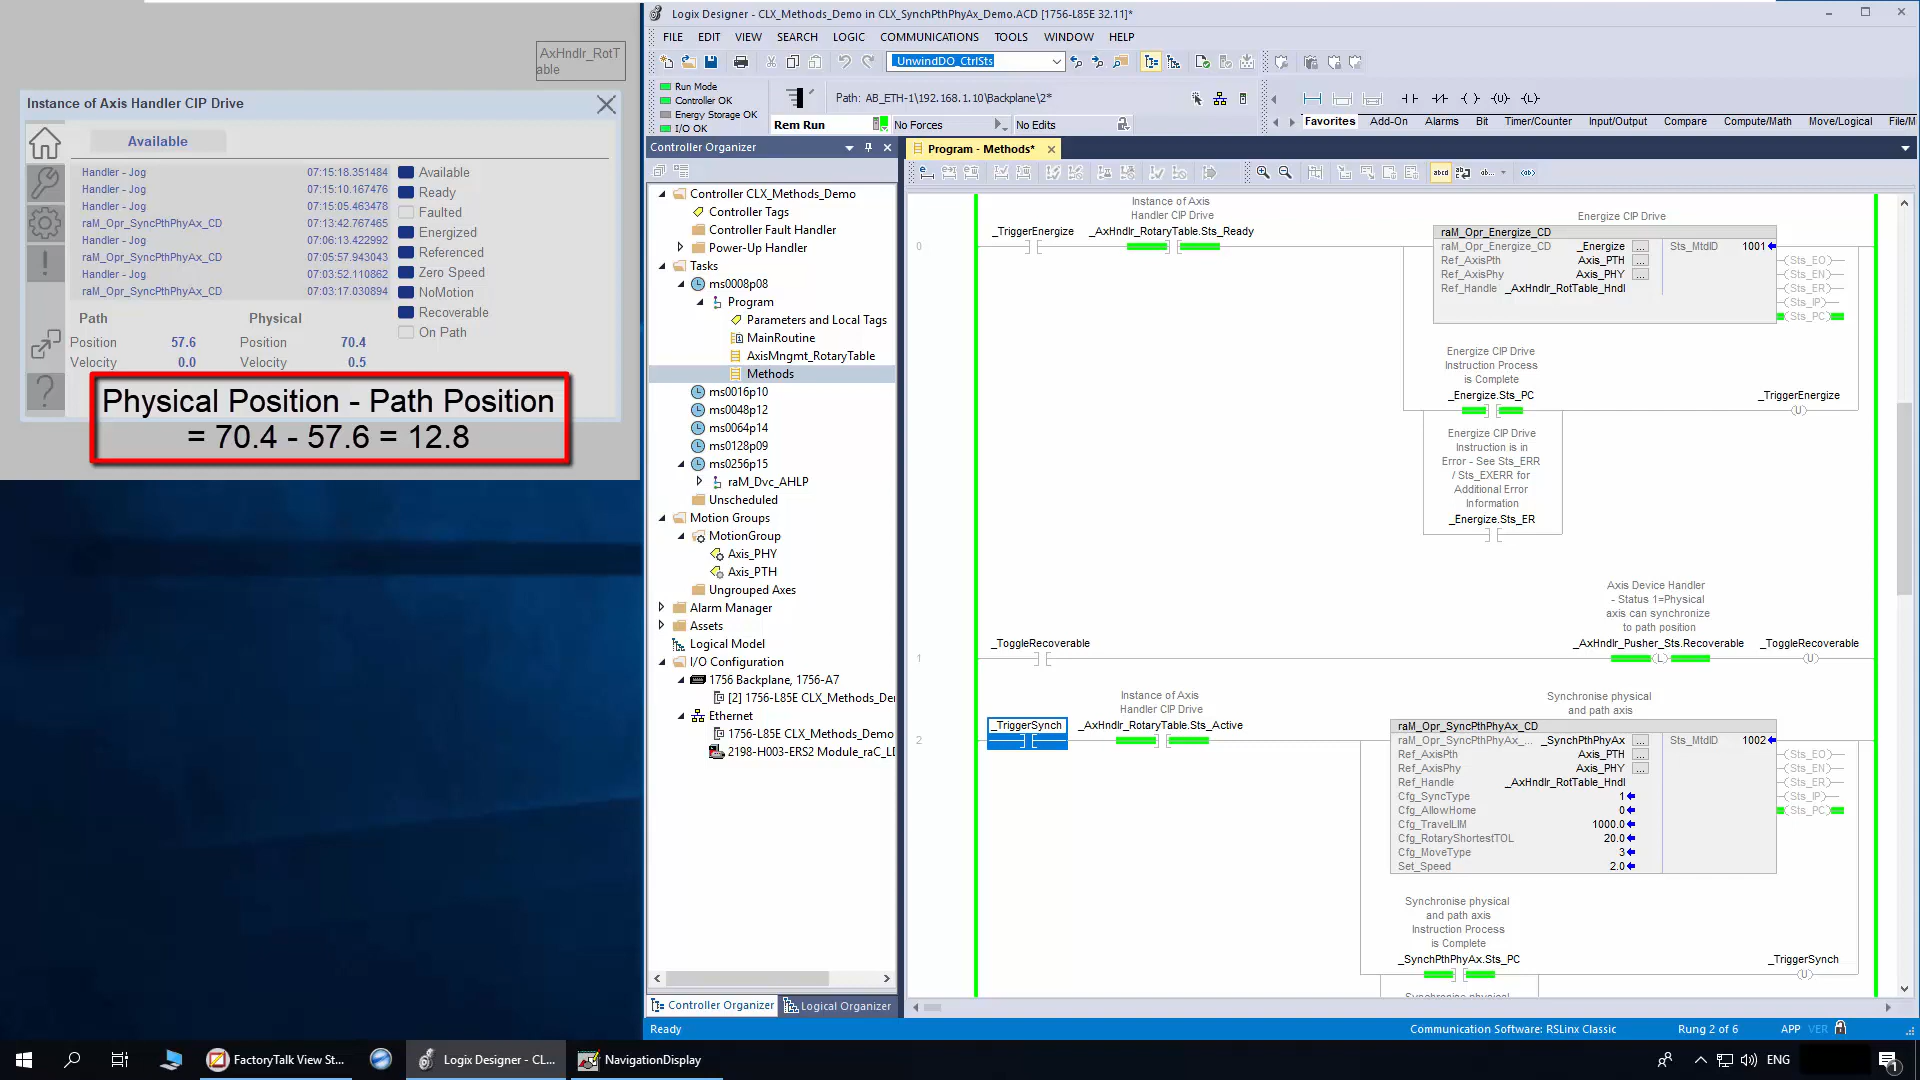 AxHndlr_RotT
able
Instance of Axis Handler CIP Drive
Available
Handler - Jog 07:15:18.351484
Handler - Jog 07:15:10.167476
Handler - Jog 07:15:05.463478
raM_Opr_SyncPthPhyAx_CD 07:13:42.767465
Handler - Jog 07:06:13.422992
raM_Opr_SyncPthPhyAx_CD 07:05:57.943043
Handler - Jog 07:03:52.110862
raM_Opr_SyncPthPhyAx_CD 07:03:17.030894
Available
Ready
Faulted
Energized
Referenced
Zero Speed
NoMotion
Recoverable
On Path
Path Physical
Position 57.6 Position 70.4
Velocity 0.0 Velocity 0.5
Physical Position - Path Position
= 70.4 - 57.6 = 12.8
Logix Designer - CLX_Methods_Demo in CLX_SynchPthPhyAx_Demo.ACD [1756-L85E 32.11]*
FILE EDIT VIEW SEARCH LOGIC COMMUNICATIONS TOOLS WINDOW HELP
UnwindDO_CtrlSts
Run Mode
Controller OK
Energy Storage OK
I/O OK
Path: AB_ETH-1\192.168.1.10\Backplane\2*
Rem Run No Forces No Edits
Favorites Add-On Alarms Bit Timer/Counter Input/Output Compare Compute/Math Move/Logical File/M
Controller Organizer
Controller CLX_Methods_Demo
Controller Tags
Controller Fault Handler
Power-Up Handler
Tasks
ms0008p08
Program
Parameters and Local Tags
MainRoutine
AxisMngmt_RotaryTable
Methods
ms0016p10
ms0048p12
ms0064p14
ms0128p09
ms0256p15
raM_Dvc_AHLP
Unscheduled
Motion Groups
MotionGroup
Axis_PHY
Axis_PTH
Ungrouped Axes
Alarm Manager
Assets
Logical Model
I/O Configuration
1756 Backplane, 1756-A7
[2] 1756-L85E CLX_Methods_De
Ethernet
1756-L85E CLX_Methods_Demo
2198-H003-ERS2 Module_raC_LD
Controller Organizer Logical Organizer
Program - Methods*
0
_TriggerEnergize
Instance of Axis
Handler CIP Drive
_AxHndlr_RotaryTable.Sts_Ready
Energize CIP Drive
raM_Opr_Energize_CD
raM_Opr_Energize_CD _Energize ... Sts_MtdID 1001
Ref_AxisPth Axis_PTH ...
Ref_AxisPhy Axis_PHY ...
Ref_Handle _AxHndlr_RotTable_Hndl
(Sts_EO)
(Sts_EN)
(Sts_ER)
(Sts_IP)
(Sts_PC)
Energize CIP Drive
Instruction Process
is Complete
_Energize.Sts_PC
_TriggerEnergize
U
Energize CIP Drive
Instruction is in
Error - See Sts_ERR
/ Sts_EXERR for
Additional Error
Information
_Energize.Sts_ER
1
_ToggleRecoverable
Axis Device Handler
- Status 1=Physical
axis can synchronize
to path position
_AxHndlr_Pusher_Sts.Recoverable _ToggleRecoverable
L U
2
_TriggerSynch
Instance of Axis
Handler CIP Drive
_AxHndlr_RotaryTable.Sts_Active
Synchronise physical
and path axis
raM_Opr_SyncPthPhyAx_CD
raM_Opr_SyncPthPhyAx_... _SynchPthPhyAx ... Sts_MtdID 1002
Ref_AxisPth Axis_PTH ...
Ref_AxisPhy Axis_PHY ...
Ref_Handle _AxHndlr_RotTable_Hndl
Cfg_SyncType 1
Cfg_AllowHome 0
Cfg_TravelLIM 1000.0
Cfg_RotaryShortestTOL 20.0
Cfg_MoveType 3
Set_Speed 2.0
(Sts_EO)
(Sts_EN)
(Sts_ER)
(Sts_IP)
(Sts_PC)
Synchronise physical
and path axis
Instruction Process
is Complete
_SynchPthPhyAx.Sts_PC
_TriggerSynch
U
Synchronise physical
Ready Communication Software: RSLinx Classic Rung 2 of 6 APP VER
FactoryTalk View St... Logix Designer - CL... NavigationDisplay ENG 1